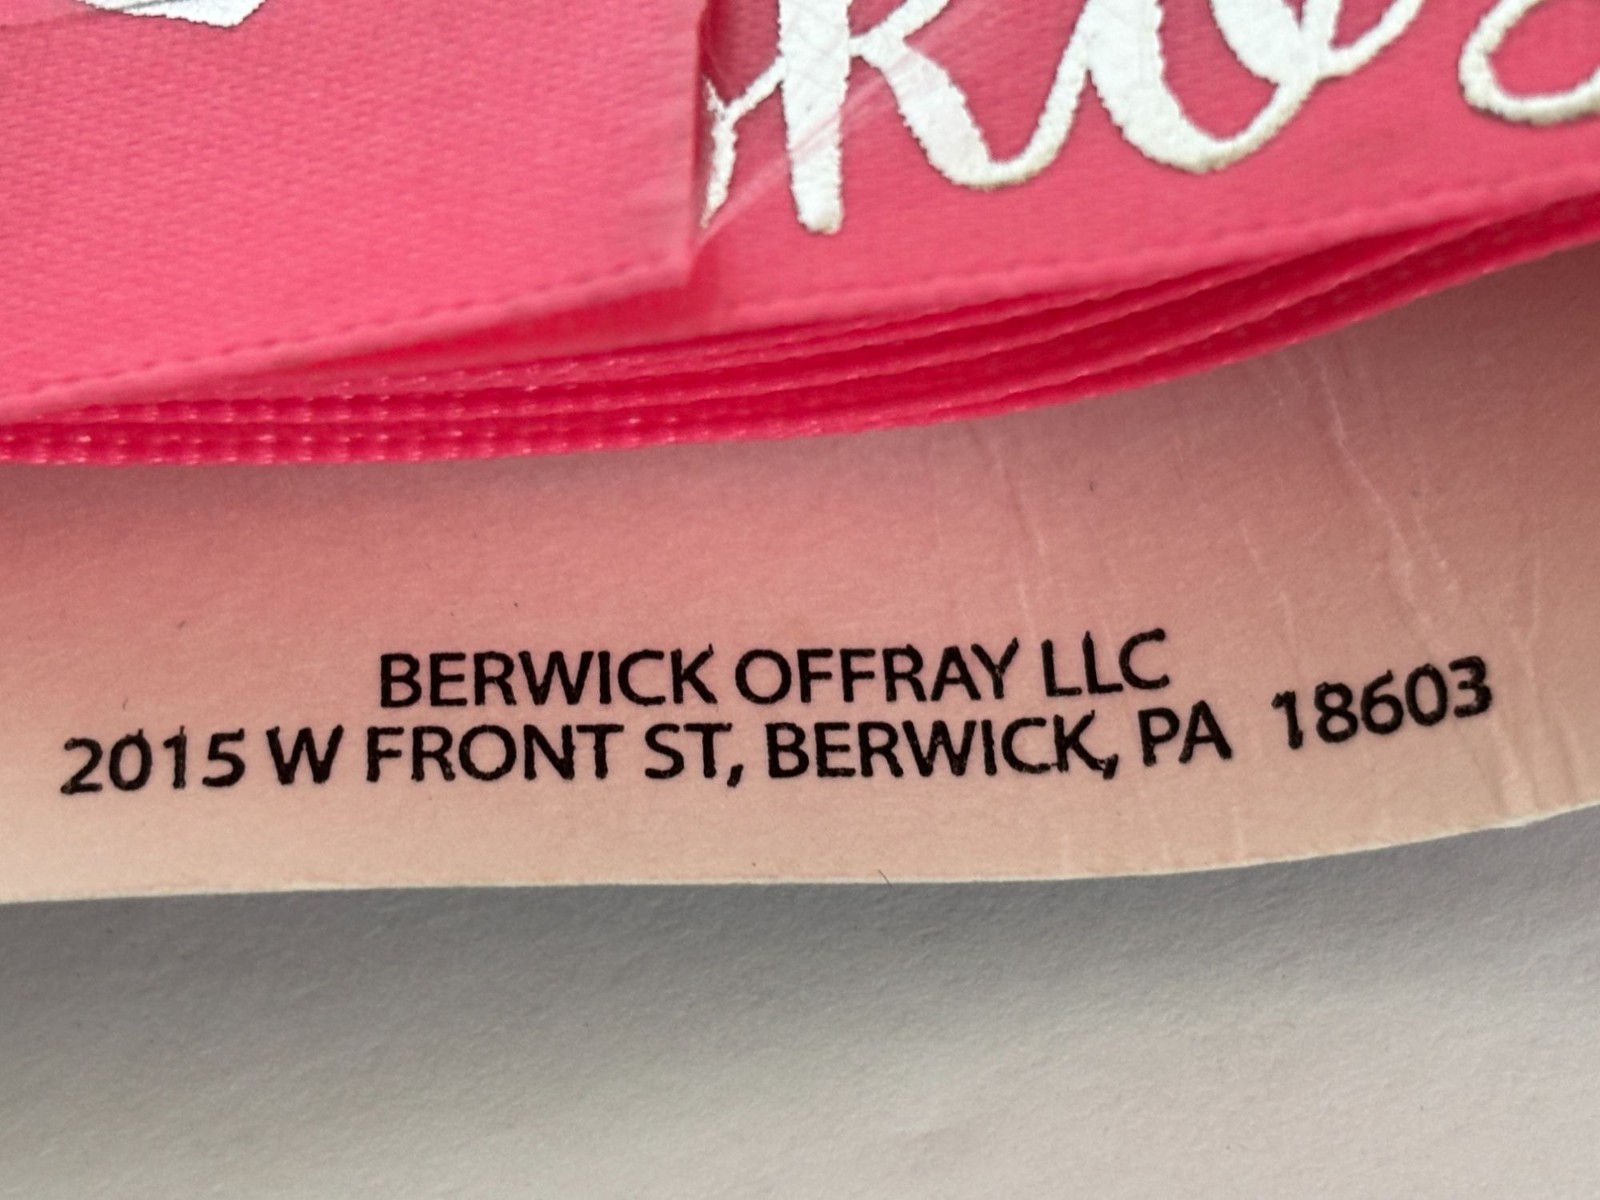 BERWICK OFFRAY LLC
2015 W FRONT ST, BERWICK, PA 18603